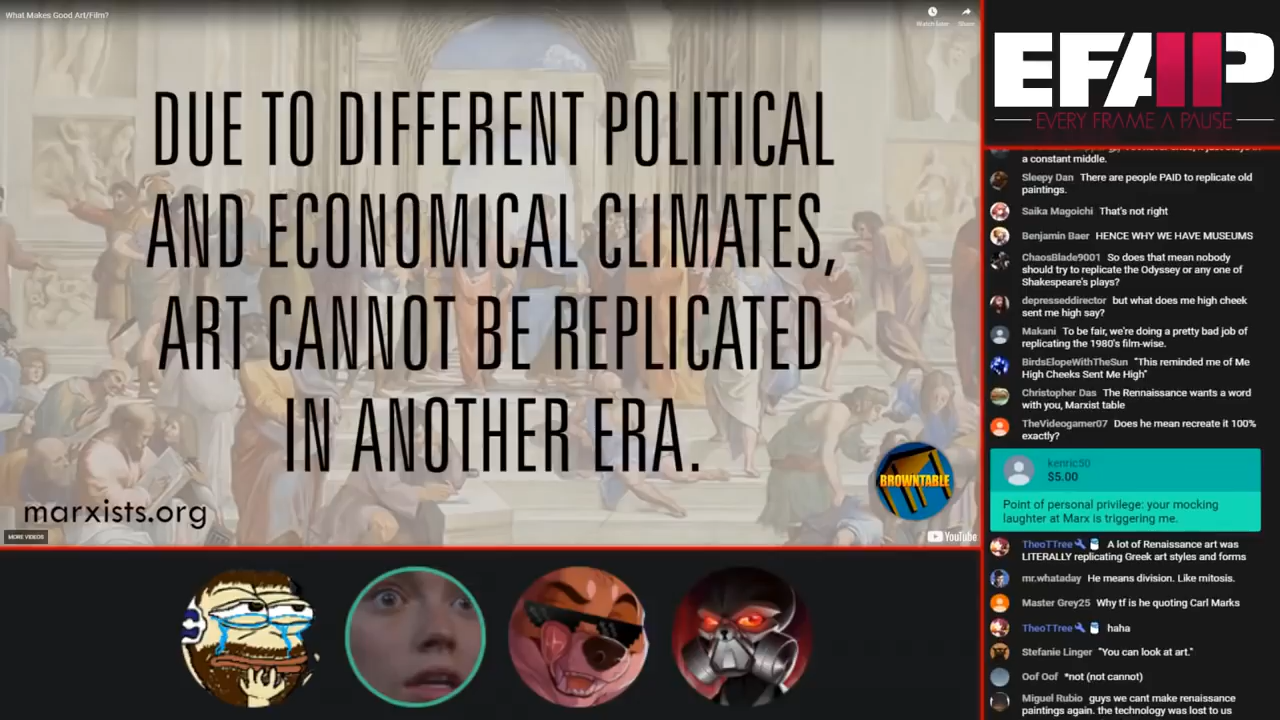 What Makes Good Art/Film?
Watch later
Share
DUE TO DIFFERENT POLITICAL
AND ECONOMICAL CLIMATES,
ART CANNOT BE REPLICATED
IN ANOTHER ERA.
marxists.org
BROWNTABLE
MORE VIDEOS
YouTube
EFAP
EVERY FRAME A PAUSE
a constant middle.
Sleepy Dan There are people PAID to replicate old
paintings.
Saika Magoichi That's not right
Benjamin Baer HENCE WHY WE HAVE MUSEUMS
ChaosBlade9001 So does that mean nobody
should try to replicate the Odyssey or any one of
Shakespeare's plays?
depresseddirector but what does me high cheek
sent me high say?
Makani To be fair, we're doing a pretty bad job of
replicating the 1980's film-wise.
BirdsElopeWithTheSun "This reminded me of Me
High Cheeks Sent Me High"
Christopher Das The Rennaissance wants a word
with you, Marxist table
TheVideogamer07 Does he mean recreate it 100%
exactly?
kenric50
$5.00
Point of personal privilege: your mocking
laughter at Marx is triggering me.
TheoTTree A lot of Renaissance art was
LITERALLY replicating Greek art styles and forms
mr.whataday He means division. Like mitosis.
Master Grey25 Why tf is he quoting Carl Marks
TheoTTree haha
Stefanie Linger "You can look at art."
Oof Oof *not (not cannot)
Miguel Rubio guys we cant make renaissance
paintings again. the technology was lost to us